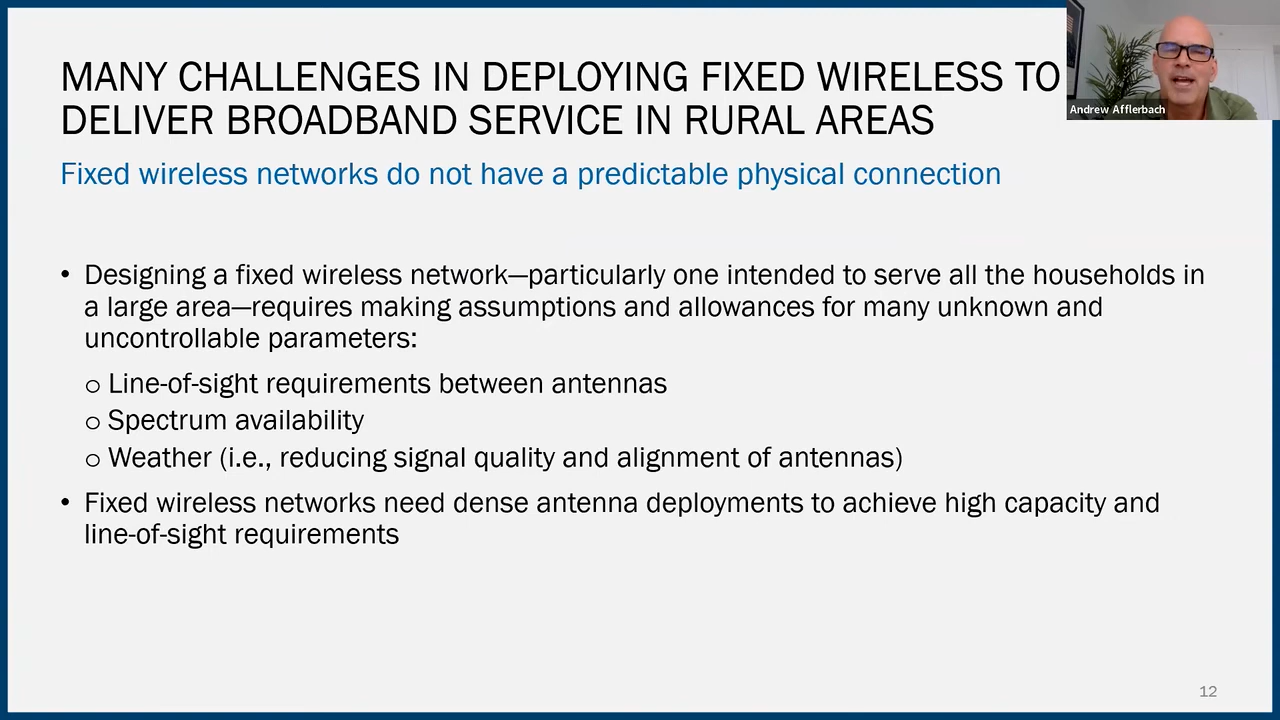 MANY CHALLENGES IN DEPLOYING FIXED WIRELESS TO
DELIVER BROADBAND SERVICE IN RURAL AREAS
Andrew Afflerbach
Fixed wireless networks do not have a predictable physical connection
• Designing a fixed wireless network—particularly one intended to serve all the households in
a large area—requires making assumptions and allowances for many unknown and
uncontrollable parameters:
o Line-of-sight requirements between antennas
o Spectrum availability
o Weather (i.e., reducing signal quality and alignment of antennas)
• Fixed wireless networks need dense antenna deployments to achieve high capacity and
line-of-sight requirements
12